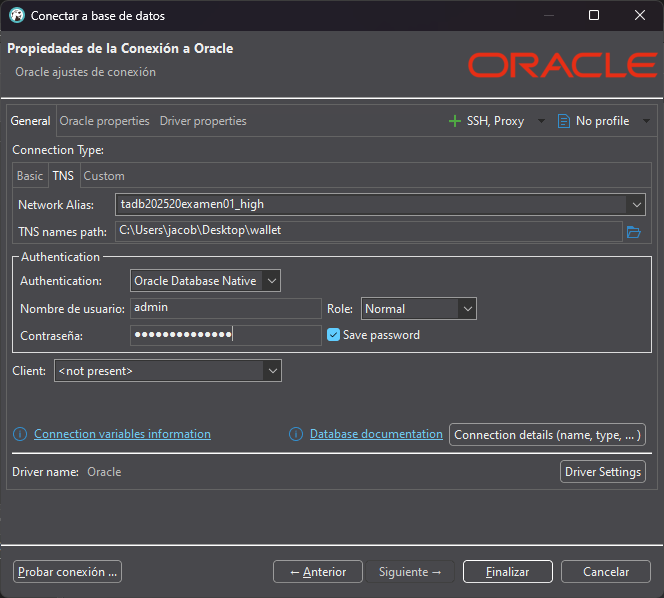 Conectar a base de datos
Propiedades de la Conexión a Oracle
Oracle ajustes de conexión
ORACLE
General Oracle properties Driver properties SSH, Proxy No profile
Connection Type:
Basic TNS Custom
Network Alias: tadb202520examen01_high
TNS names path: C:\Users\jacob\Desktop\wallet
Authentication
Authentication: Oracle Database Native
Nombre de usuario: admin Role: Normal
Contraseña: ●●●●●●●●●●●●●● Save password
Client: <not present>
Connection variables information Database documentation Connection details (name, type, ... )
Driver name: Oracle Driver Settings
Probar conexión ... ← Anterior Siguiente → Finalizar Cancelar